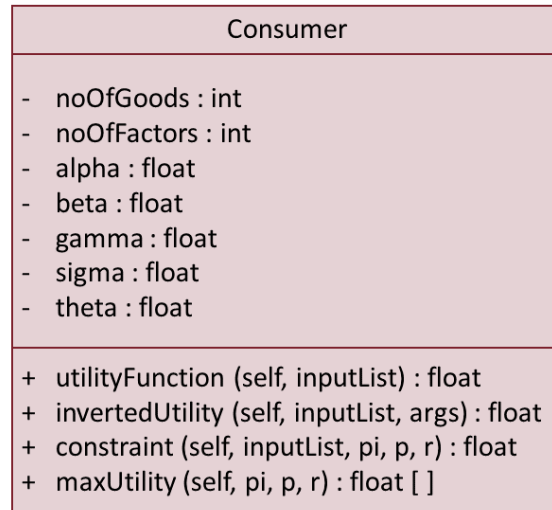 Consumer
- noOfGoods : int
- noOfFactors : int
- alpha : float
- beta : float
- gamma : float
- sigma : float
- theta : float
+ utilityFunction (self, inputList) : float
+ invertedUtility (self, inputList, args) : float
+ constraint (self, inputList, pi, p, r) : float
+ maxUtility (self, pi, p, r) : float [ ]